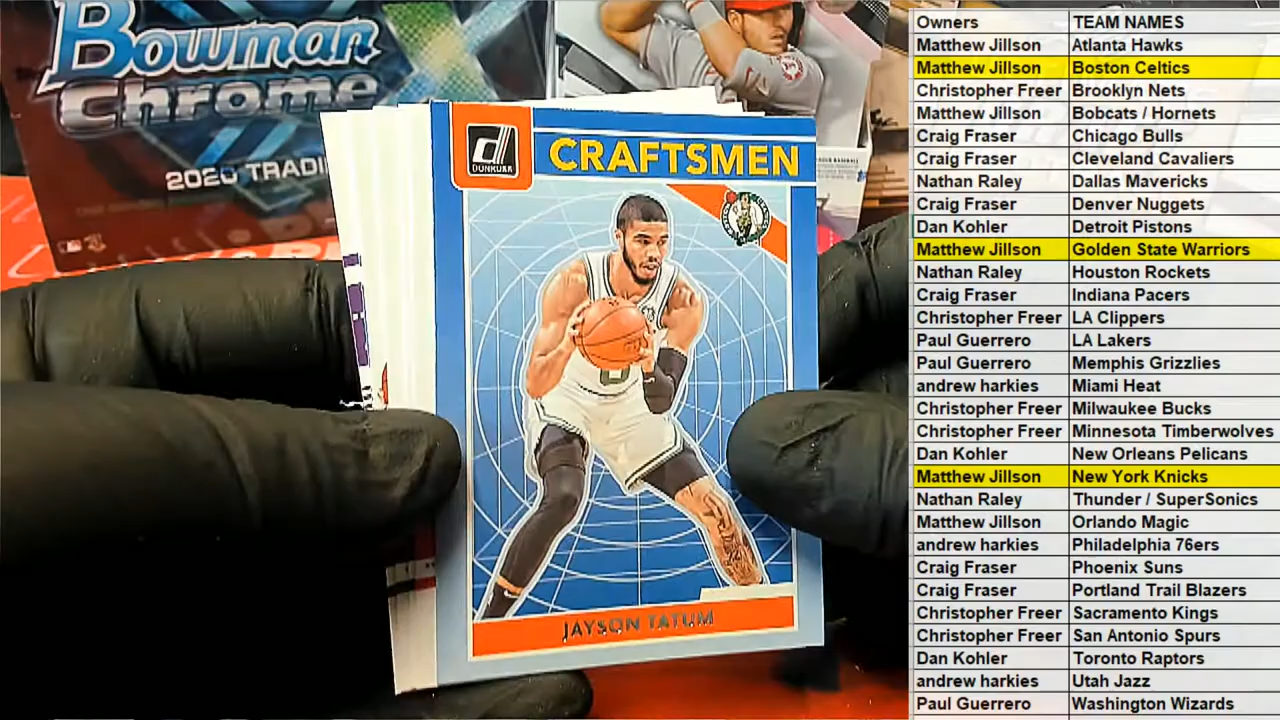 Bowman
Chrome
2020 TRADI
DONRUSS
CRAFTSMEN
JAYSON TATUM
Owners TEAM NAMES
Matthew Jillson Atlanta Hawks
Matthew Jillson Boston Celtics
Christopher Freer Brooklyn Nets
Matthew Jillson Bobcats / Hornets
Craig Fraser Chicago Bulls
Craig Fraser Cleveland Cavaliers
Nathan Raley Dallas Mavericks
Craig Fraser Denver Nuggets
Dan Kohler Detroit Pistons
Matthew Jillson Golden State Warriors
Nathan Raley Houston Rockets
Craig Fraser Indiana Pacers
Christopher Freer LA Clippers
Paul Guerrero LA Lakers
Paul Guerrero Memphis Grizzlies
andrew harkies Miami Heat
Christopher Freer Milwaukee Bucks
Christopher Freer Minnesota Timberwolves
Dan Kohler New Orleans Pelicans
Matthew Jillson New York Knicks
Nathan Raley Thunder / SuperSonics
Matthew Jillson Orlando Magic
andrew harkies Philadelphia 76ers
Craig Fraser Phoenix Suns
Craig Fraser Portland Trail Blazers
Christopher Freer Sacramento Kings
Christopher Freer San Antonio Spurs
Dan Kohler Toronto Raptors
andrew harkies Utah Jazz
Paul Guerrero Washington Wizards